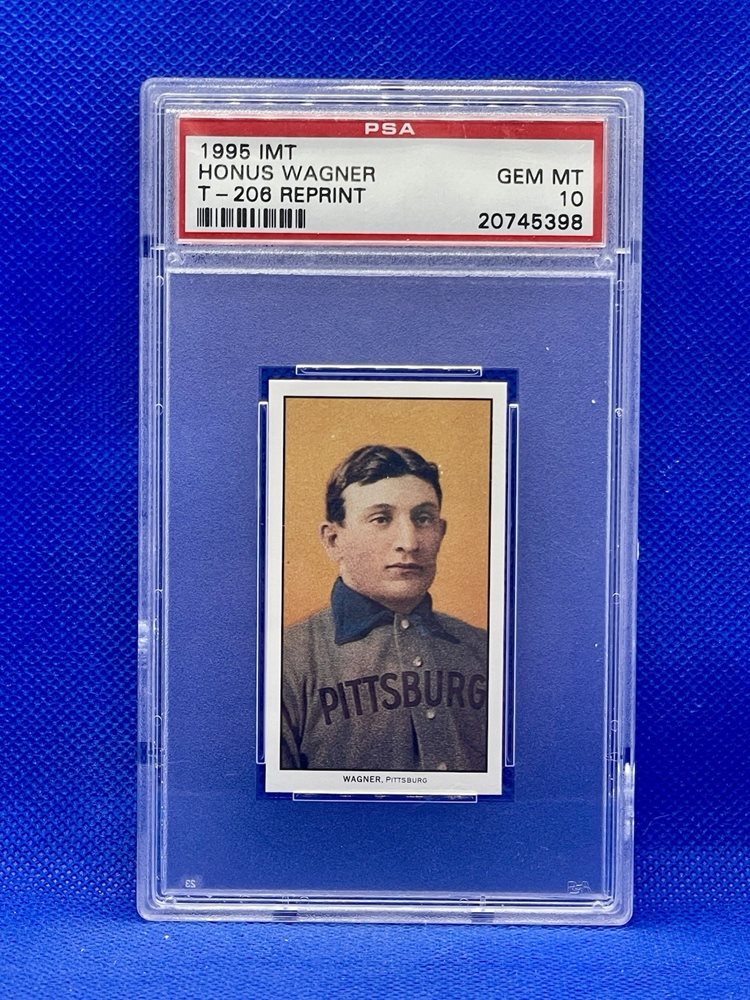 PSA
1995 IMT
HONUS WAGNER
T-206 REPRINT
GEM MT
10
20745398
PITTSBURG
WAGNER, PITTSBURG